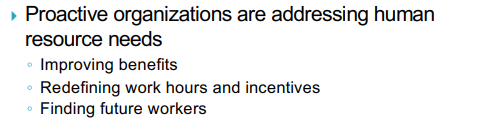 Proactive organizations are addressing human
resource needs
Improving benefits
Redefining work hours and incentives
Finding future workers